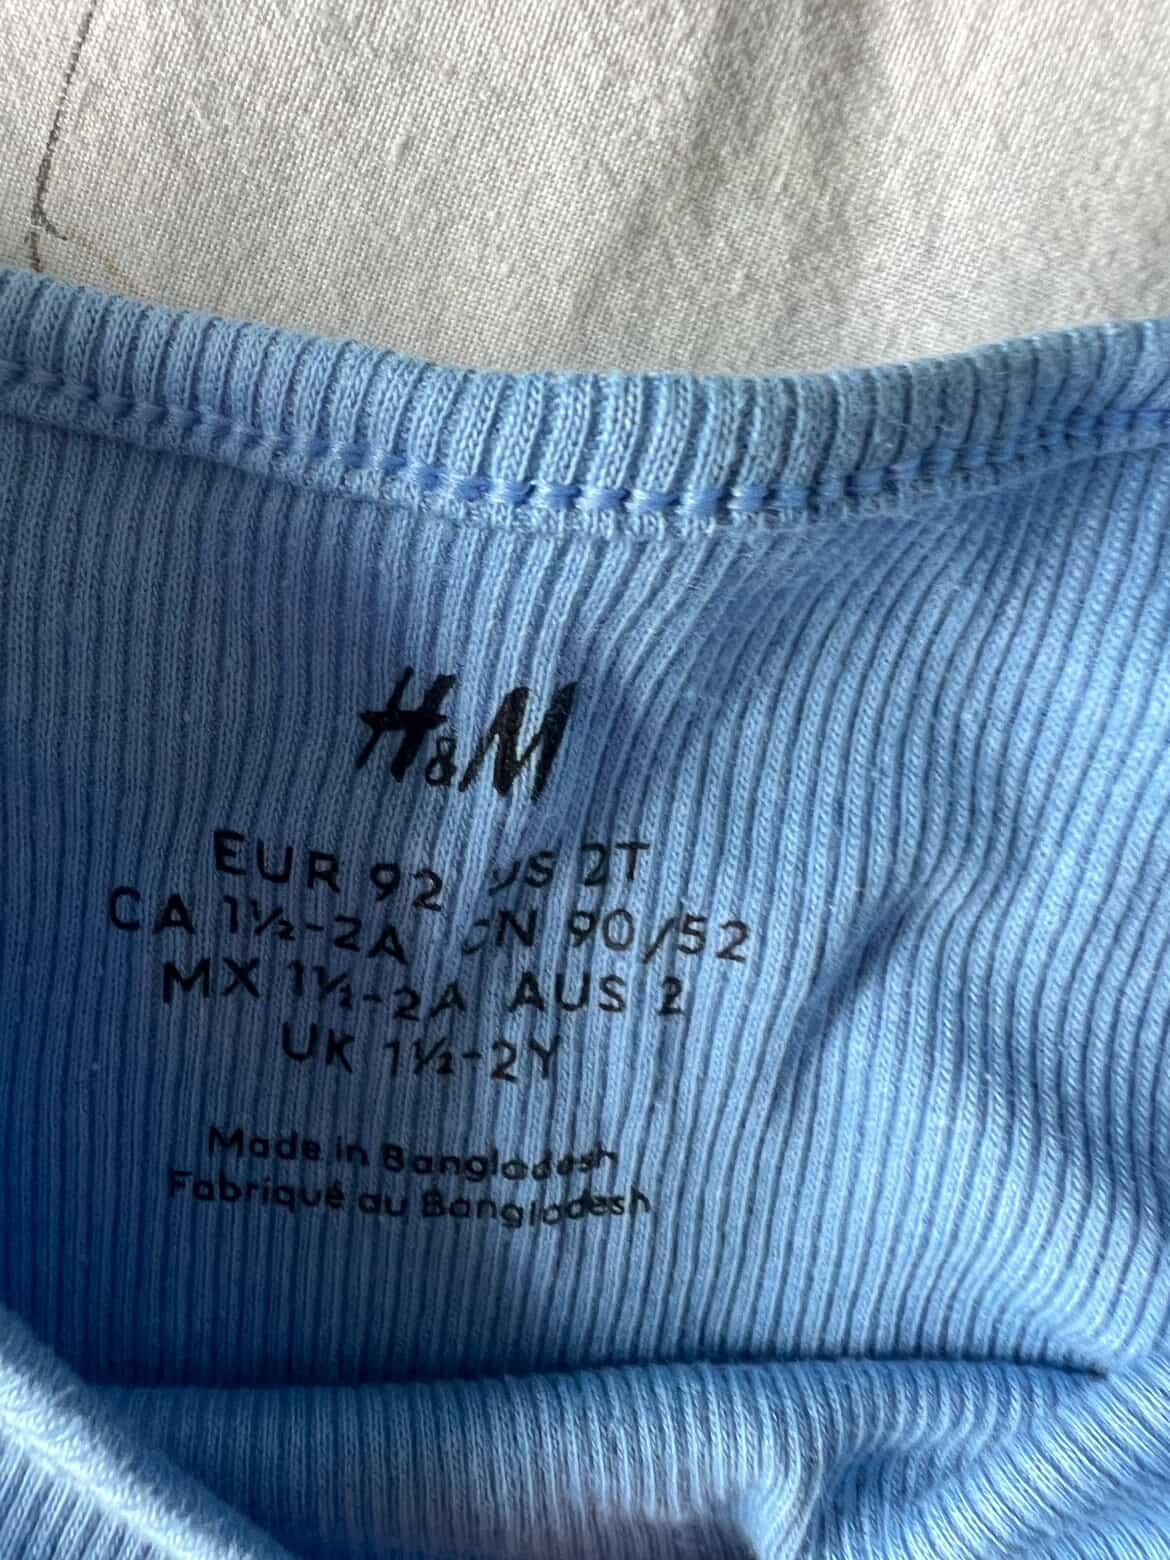 H&M
EUR 92 US 2T
CA 1½-2A CN 90/52
MX 1½-2A AUS 2
UK 1½-2Y
Made in Bangladesh
Fabriqué au Bangladesh